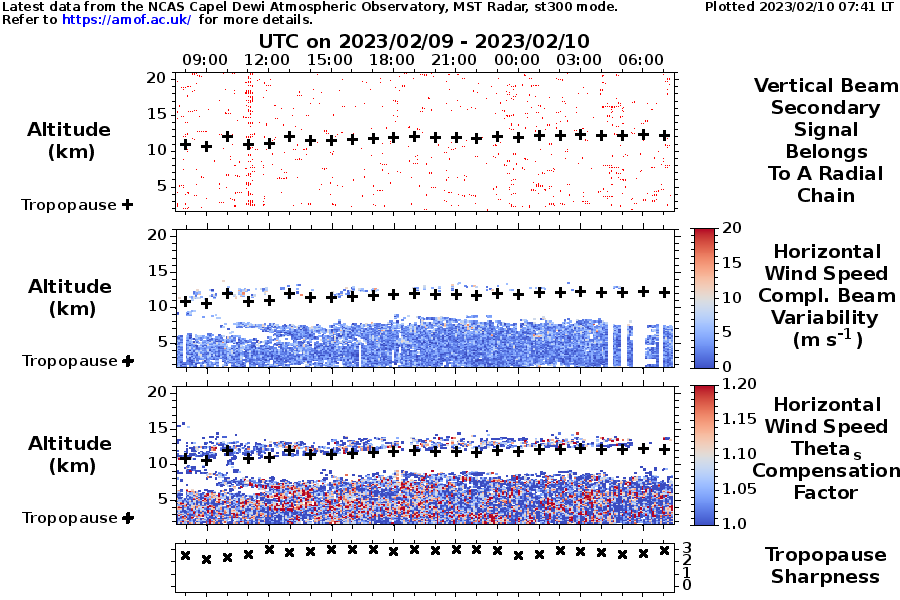 Latest data from the NCAS Capel Dewi Atmospheric Observatory, MST Radar, st300 mode.
Plotted 2023/02/10 07:41 LT
Refer to https://amof.ac.uk/ for more details.
UTC on 2023/02/09 - 2023/02/10
09:00 11:00 12:00 15:00 18:00 21:00 00:00 03:00 06:00
20
15
10
5
Altitude
(km)
Tropopause +
Vertical Beam
Secondary
Signal
Belongs
To A Radial
Chain
20
15
10
5
Altitude
(km)
Tropopause +
20
15
10
5
0
Horizontal
Wind Speed
Compl. Beam
Variability
(m s-1)
20
15
10
5
Altitude
(km)
Tropopause +
1.20
1.15
1.10
1.05
1.0
Horizontal
Wind Speed
Theta s
Compensation
Factor
3
2
1
0
Tropopause
Sharpness